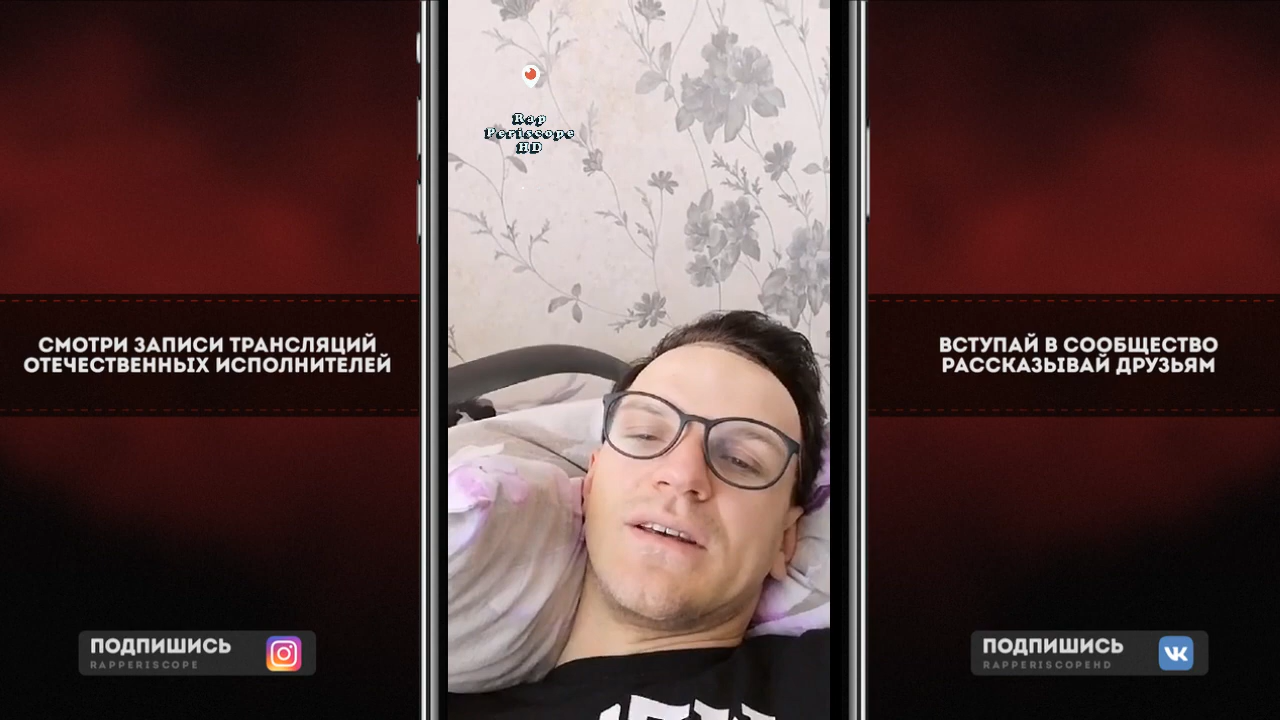 Rap
Periscope
HD
СМОТРИ ЗАПИСИ ТРАНСЛЯЦИЙ
ОТЕЧЕСТВЕННЫХ ИСПОЛНИТЕЛЕЙ
ВСТУПАЙ В СООБЩЕСТВО
РАССКАЗЫВАЙ ДРУЗЬЯМ
ПОДПИШИСЬ
RAPPERISCOPE
ПОДПИШИСЬ
RAPPERISCOPEHD